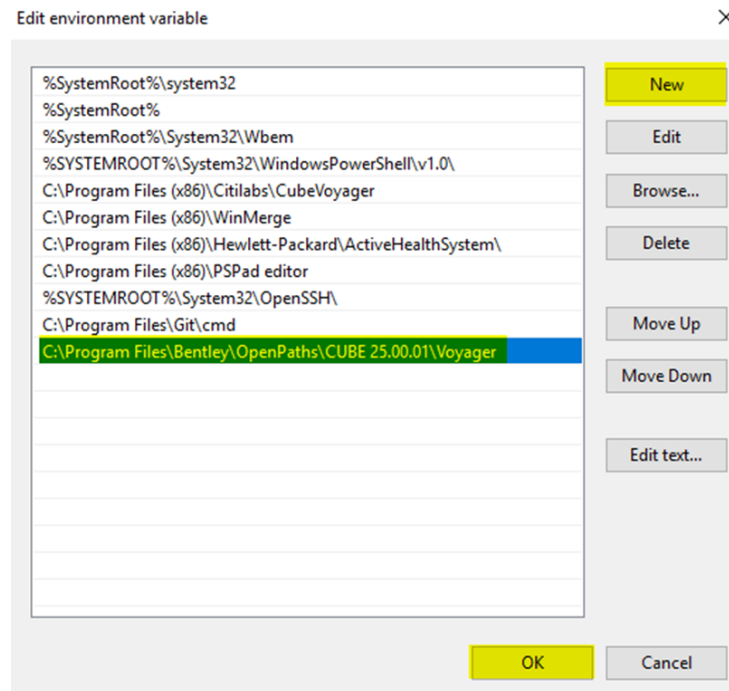 Edit environment variable
%SystemRoot%\system32
%SystemRoot%
%SystemRoot%\System32\Wbem
%SYSTEMROOT%\System32\WindowsPowerShell\v1.0\
C:\Program Files (x86)\Citilabs\CubeVoyager
C:\Program Files (x86)\WinMerge
C:\Program Files (x86)\Hewlett-Packard\ActiveHealthSystem\
C:\Program Files (x86)\PSPad editor
%SYSTEMROOT%\System32\OpenSSH\
C:\Program Files\Git\cmd
C:\Program Files\Bentley\OpenPaths\CUBE 25.00.01\Voyager
New
Edit
Browse...
Delete
Move Up
Move Down
Edit text...
OK
Cancel